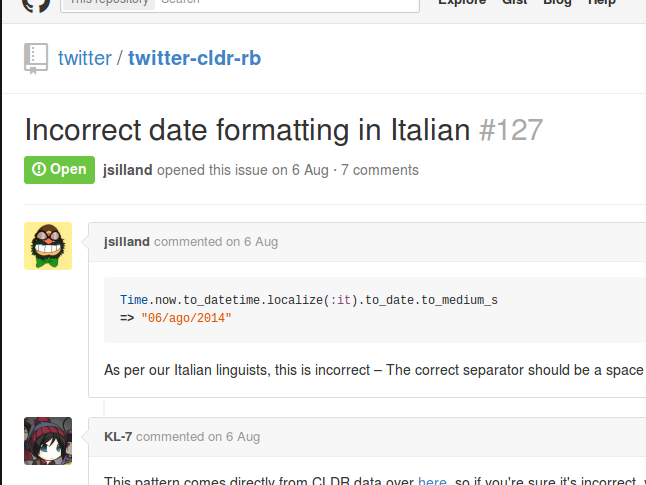 This repository Search Explore Gist Blog Help
twitter / twitter-cldr-rb
Incorrect date formatting in Italian #127
Open jsilland opened this issue on 6 Aug · 7 comments
jsilland commented on 6 Aug
Time.now.to_datetime.localize(:it).to_date.to_medium_s
=> "06/ago/2014"
As per our Italian linguists, this is incorrect – The correct separator should be a space
KL-7 commented on 6 Aug
This pattern comes directly from CLDR data over here, so if you're sure it's incorrect,